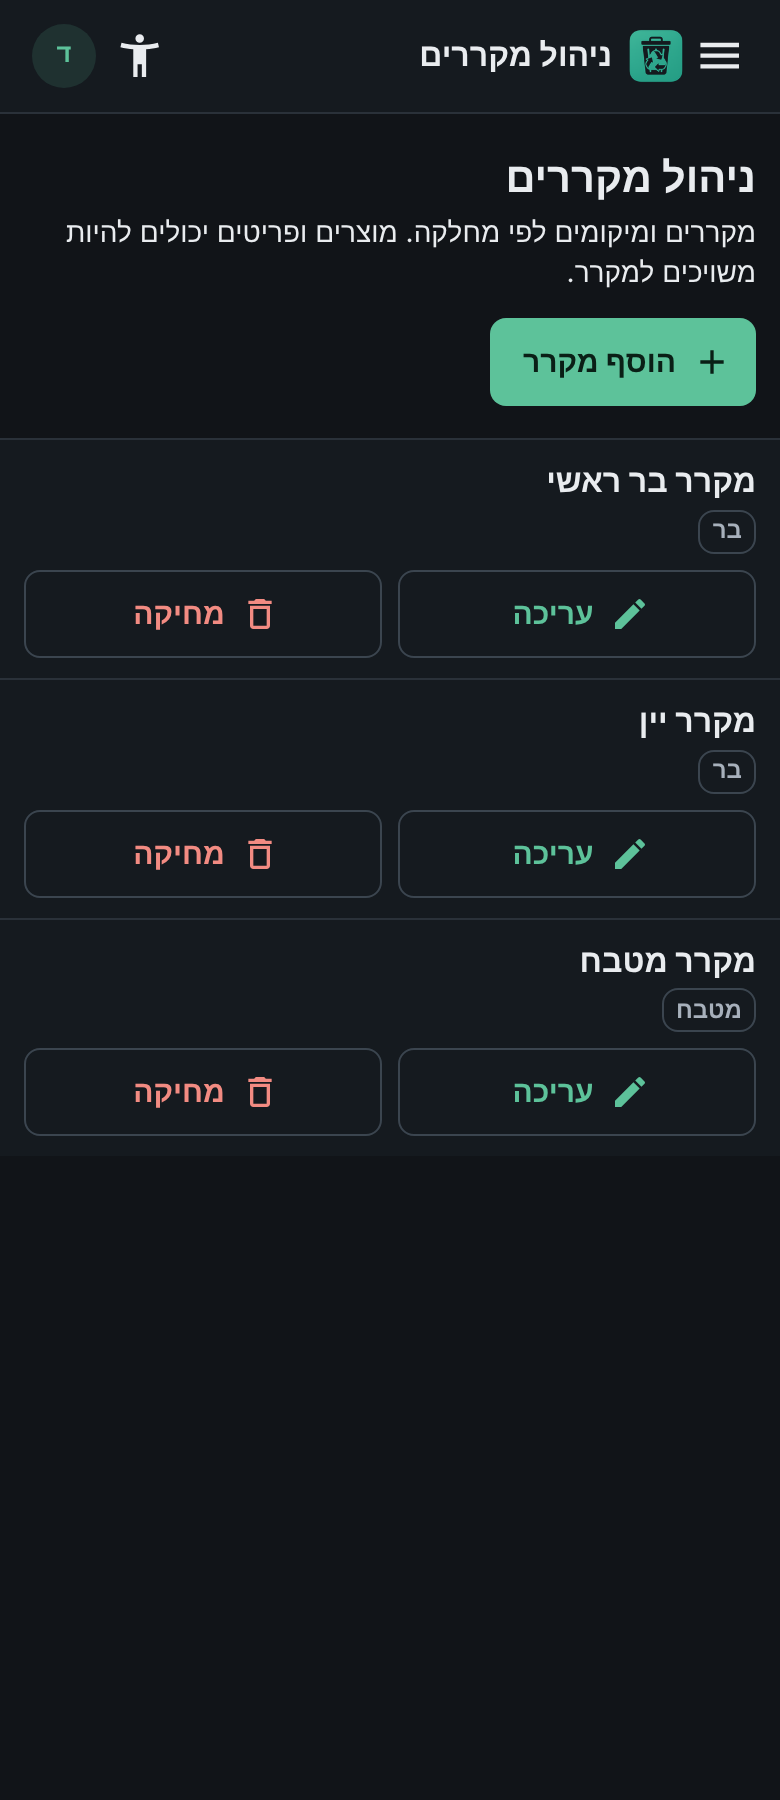 ניהול מקררים
ד
ניהול מקררים
מקררים ומיקומים לפי מחלקה. מוצרים ופריטים יכולים להיות
משויכים למקרר.
הוסף מקרר
מקרר בר ראשי
בר
עריכה
מחיקה
מקרר יין
בר
עריכה
מחיקה
מקרר מטבח
מטבח
עריכה
מחיקה